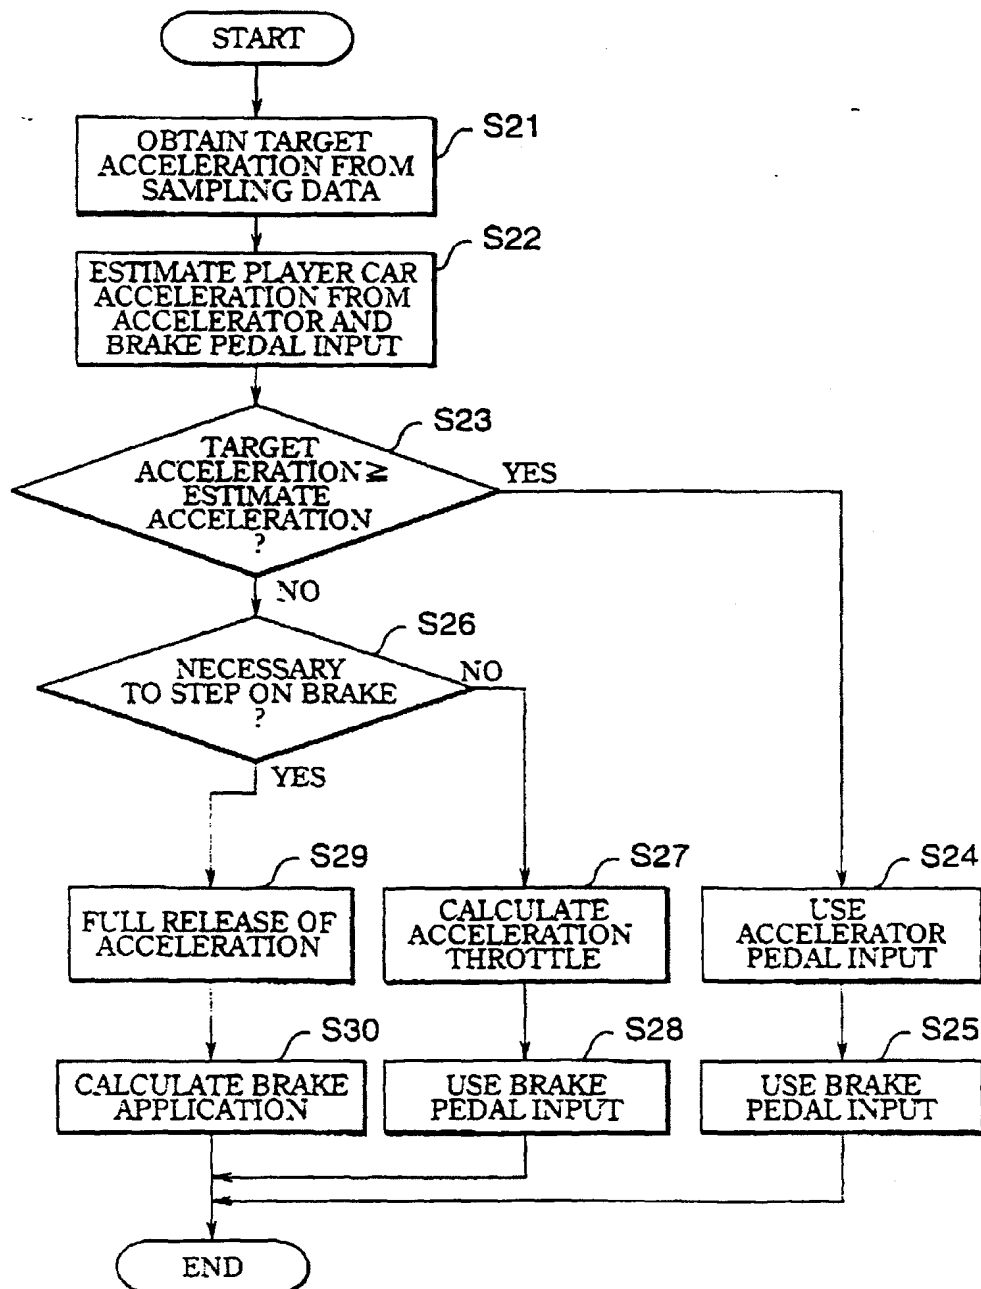 START
S21
OBTAIN TARGET
ACCELERATION FROM
SAMPLING DATA
S22
ESTIMATE PLAYER CAR
ACCELERATION FROM
ACCELERATOR AND
BRAKE PEDAL INPUT
S23
TARGET
ACCELERATION ≧
ESTIMATE
ACCELERATION
?
YES
NO
S26
NECESSARY
TO STEP ON BRAKE
?
NO
YES
S29
FULL RELEASE OF
ACCELERATION
S27
CALCULATE
ACCELERATION
THROTTLE
S24
USE
ACCELERATOR
PEDAL INPUT
S30
CALCULATE BRAKE
APPLICATION
S28
USE BRAKE
PEDAL INPUT
S25
USE BRAKE
PEDAL INPUT
END